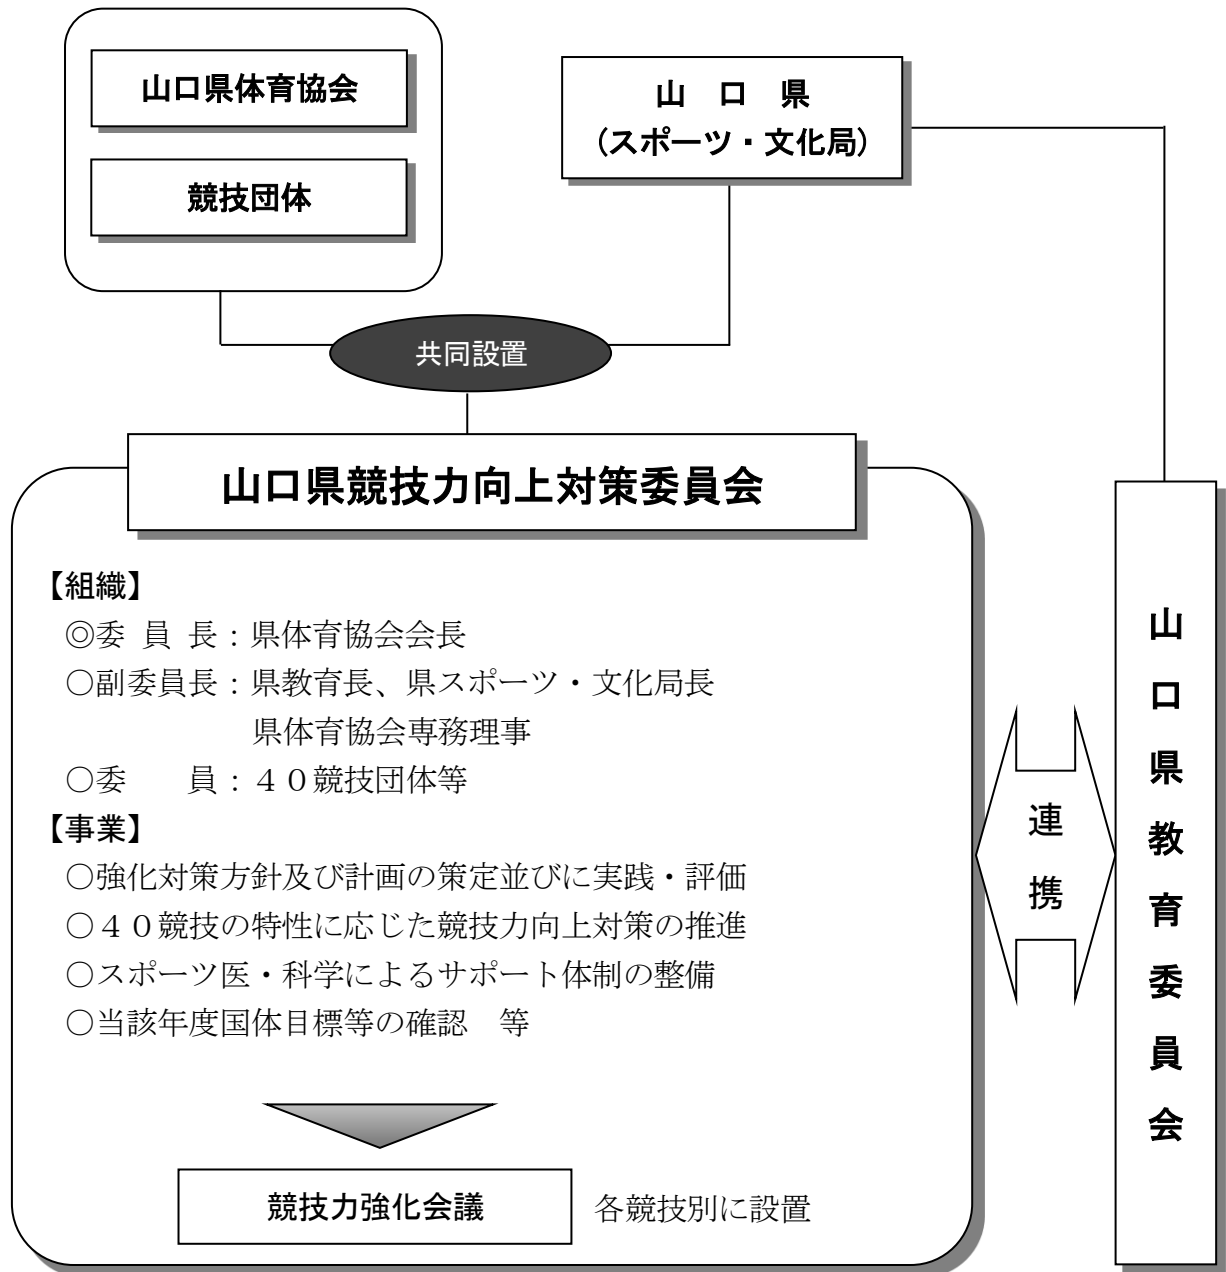 山口県体育協会
競技団体
山　口　県
（スポーツ・文化局）
共同設置
山口県競技力向上対策委員会
【組織】
◎委 員 長：県体育協会会長
○副委員長：県教育長、県スポーツ・文化局長
県体育協会専務理事
○委　　員：４０競技団体等
【事業】
○強化対策方針及び計画の策定並びに実践・評価
○４０競技の特性に応じた競技力向上対策の推進
○スポーツ医・科学によるサポート体制の整備
○当該年度国体目標等の確認　等
競技力強化会議
各競技別に設置
連携
山口県教育委員会